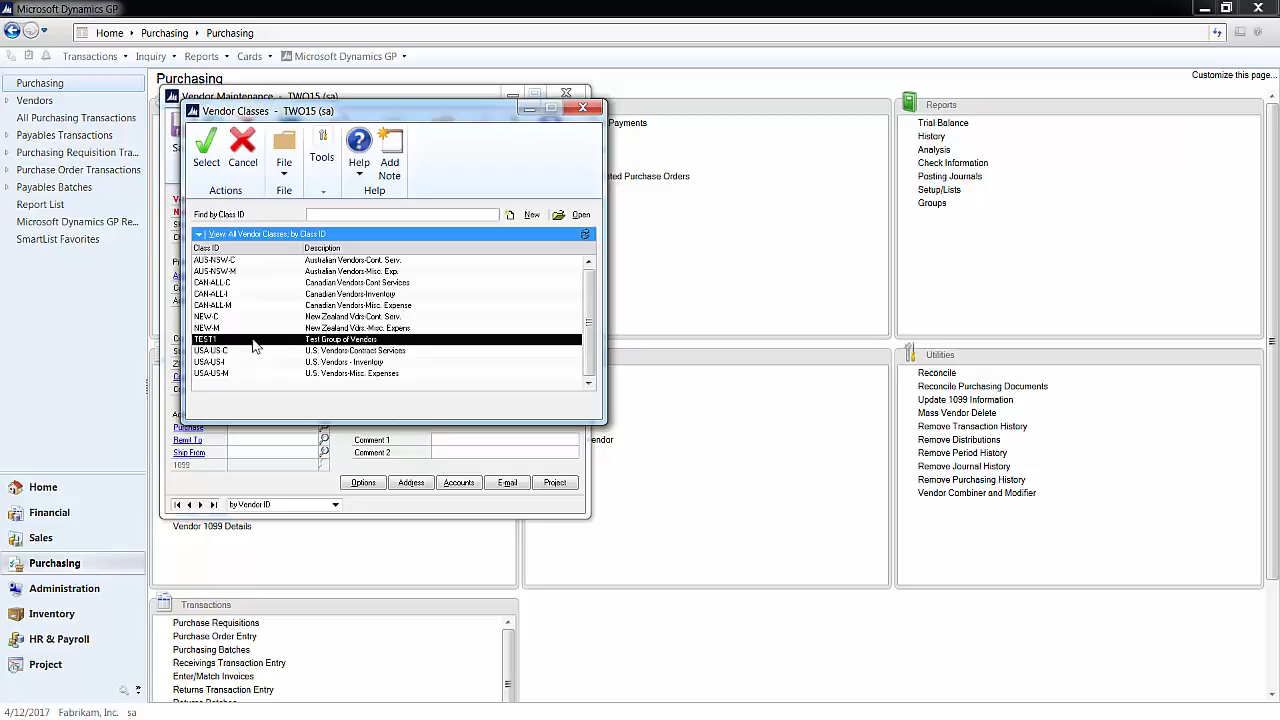 Microsoft Dynamics GP
Home Purchasing Purchasing
Transactions Inquiry Reports Cards Microsoft Dynamics GP
Purchasing
Vendors
All Purchasing Transactions
Payables Transactions
Purchasing Requisition Tra...
Purchase Order Transactions
Payables Batches
Report List
Microsoft Dynamics GP Re...
SmartList Favorites
Home
Financial
Sales
Purchasing
Administration
Inventory
HR & Payroll
Project
4/12/2017 Fabrikam, Inc. sa
Purchasing
Customize this page...
Vendor Maintenance - TWO15 (sa)
Vendor Classes - TWO15 (sa)
Select
Cancel
File
Tools
Help
Add Note
Actions
File
Help
Find by Class ID
New
Open
View: All Vendor Classes; by Class ID
Class ID Description
AUS-NSW-C Australian Vendors-Cont. Serv.
AUS-NSW-M Australian Vendors-Misc. Exp.
CAN-ALL-C Canadian Vendors-Cont Services
CAN-ALL-I Canadian Vendors-Inventory
CAN-ALL-M Canadian Vendors-Misc. Expense
NEW-C New Zealand Vdrs-Cont. Serv.
NEW-M New Zealand Vdrs.-Misc. Expens
TEST1 Test Group of Vendors
USA-US-C U.S. Vendors-Contract Services
USA-US-I U.S. Vendors - Inventory
USA-US-M U.S. Vendors-Misc. Expenses
Purchase
Remit To
Ship From
1099
Comment 1
Comment 2
Options
Address
Accounts
E-mail
Project
by Vendor ID
Vendor 1099 Details
Payments
ted Purchase Orders
endor
Transactions
Purchase Requisitions
Purchase Order Entry
Purchasing Batches
Receivings Transaction Entry
Enter/Match Invoices
Returns Transaction Entry
Returns Batches
Reports
Trial Balance
History
Analysis
Check Information
Posting Journals
Setup/Lists
Groups
Utilities
Reconcile
Reconcile Purchasing Documents
Update 1099 Information
Mass Vendor Delete
Remove Transaction History
Remove Distributions
Remove Period History
Remove Journal History
Remove Purchasing History
Vendor Combiner and Modifier